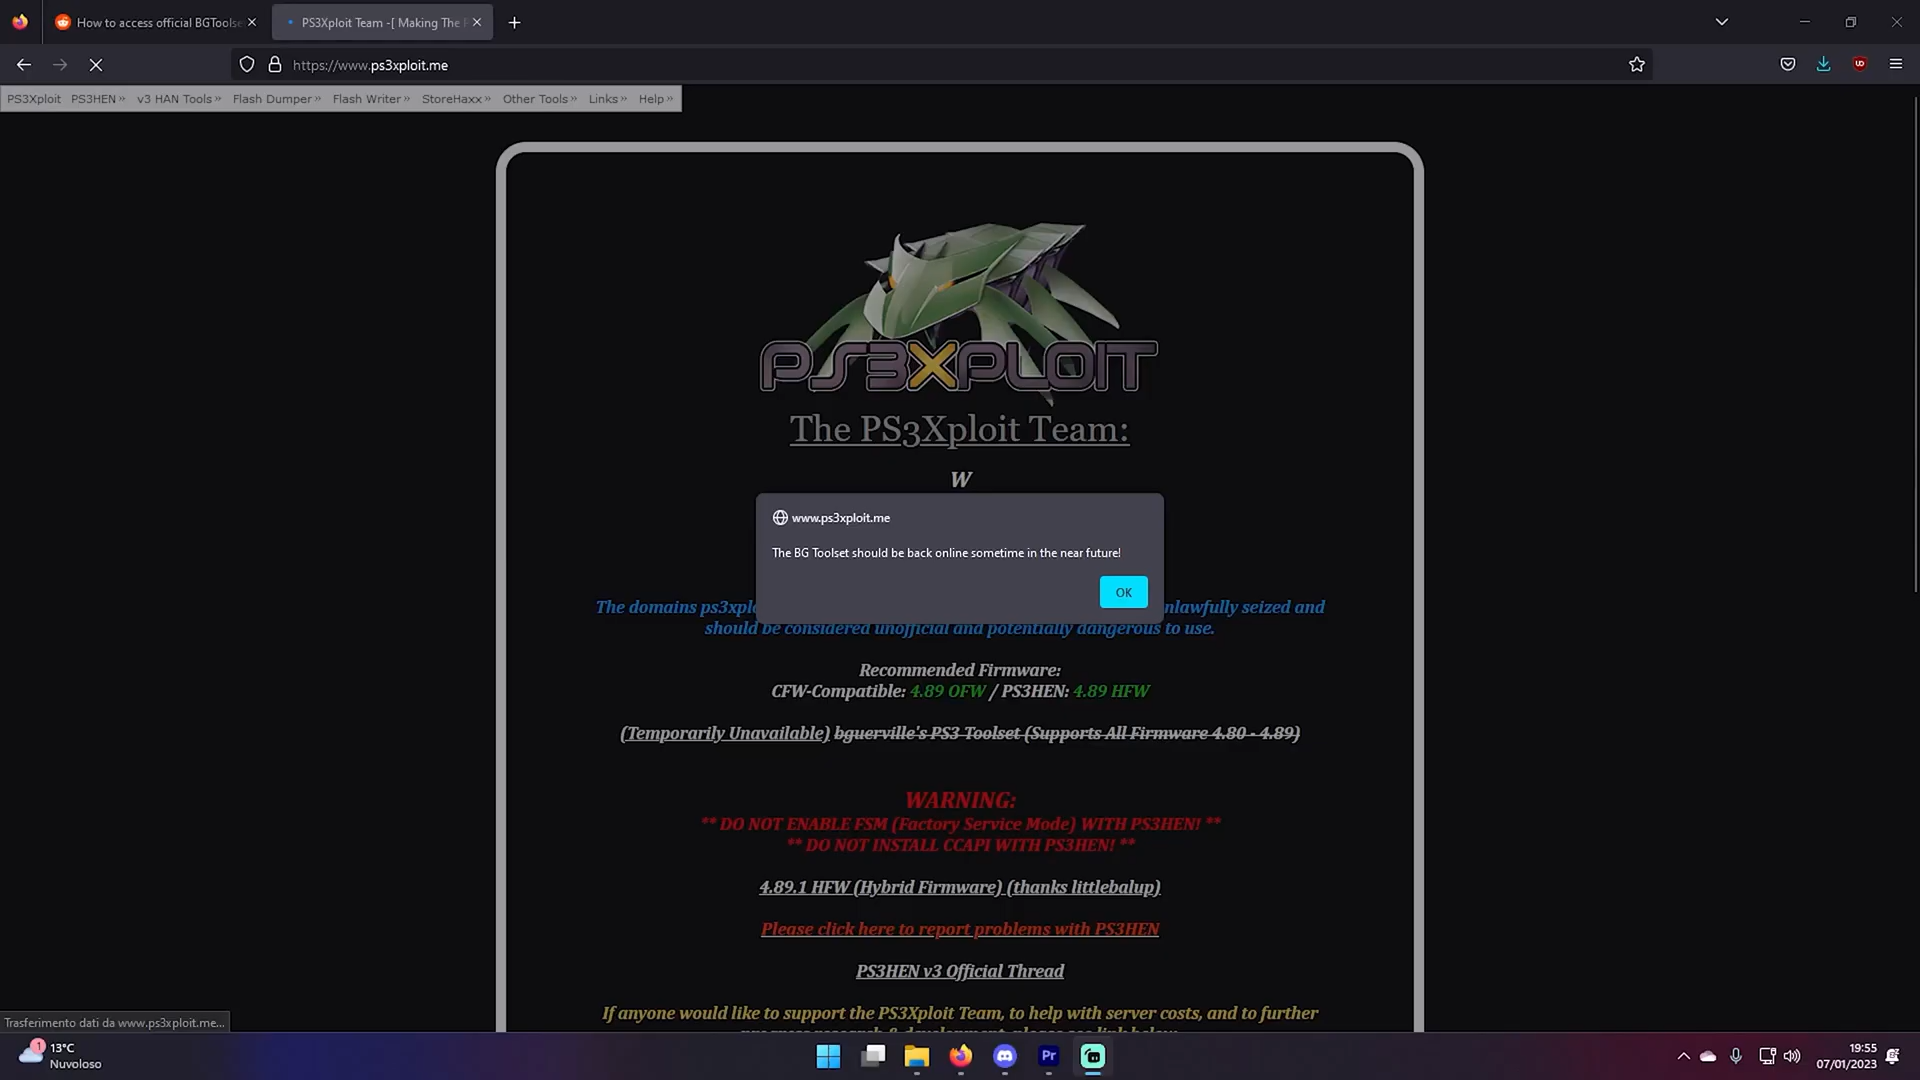 How to access official BGToolse
PS3Xploit Team -[ Making The P
https://www.ps3xploit.me
PS3Xploit PS3HEN» v3 HAN Tools» Flash Dumper» Flash Writer» StoreHaxx» Other Tools» Links» Help»
PS3XPLOIT
The PS3Xploit Team:
W
www.ps3xploit.me
The BG Toolset should be back online sometime in the near future!
OK
The domains nlawfully seized and
should be considered unofficial and potentially dangerous to use.
Recommended Firmware:
CFW-Compatible: 4.89 OFW / PS3HEN: 4.89 HFW
(Temporarily Unavailable) bguerville's PS3 Toolset (Supports All Firmware 4.80 - 4.89)
WARNING:
** DO NOT ENABLE FSM (Factory Service Mode) WITH PS3HEN! **
** DO NOT INSTALL CCAPI WITH PS3HEN! **
4.89.1 HFW (Hybrid Firmware) (thanks littlebalup)
Please click here to report problems with PS3HEN
PS3HEN v3 Official Thread
If anyone would like to support the PS3Xploit Team, to help with server costs, and to further
Trasferimento dati da www.ps3xploit.me...
1
13°C
Nuvoloso
Pr
19:55
07/01/2023